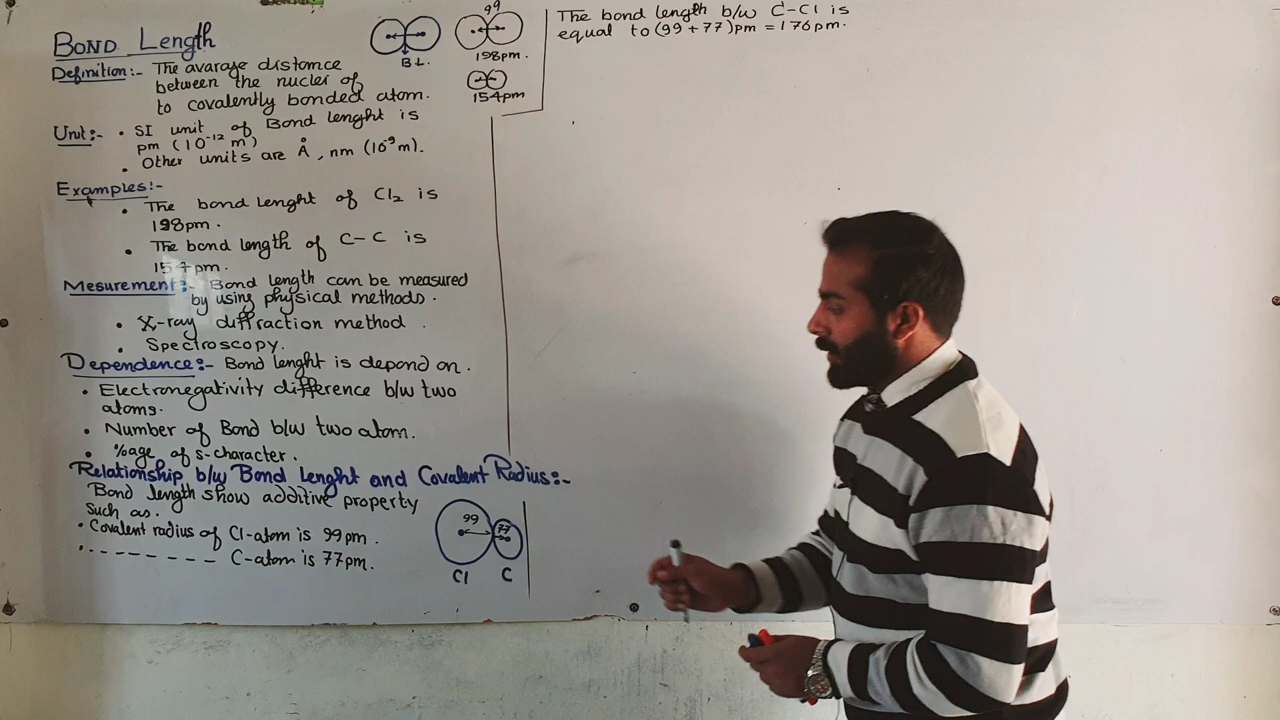 BOND Length
Definition:- The avarage distamce
between the nuclei of
to covalently bonded atom.
B L.
99
198pm.
154pm
Unit:- • SI unit of Bond lenght is
pm (10⁻¹² m)
• Other units are Å, nm (10⁻⁹m).
Examples:-
• The bond lenght of Cl₂ is
198pm.
• The bond length of C-C is
154pm.
Mesurement:- Bond length can be measured
by using physical methods.
• X-ray diffraction method.
• Spectroscopy.
Dependence:- Bond lenght is depond on.
• Electronegativity difference b/w two
atoms.
• Number of Bond b/w two atom.
• %age of s-character.
Relationship b/w Bond Lenght and Covalent Radius:-
Bond length show additive property
such as.
• Covalent radius of Cl-atom is 99pm.
• - - - - - - - C-atom is 77pm.
99 77
Cl C
The bond length b/w C-Cl is
equal to (99+77)pm = 176pm.